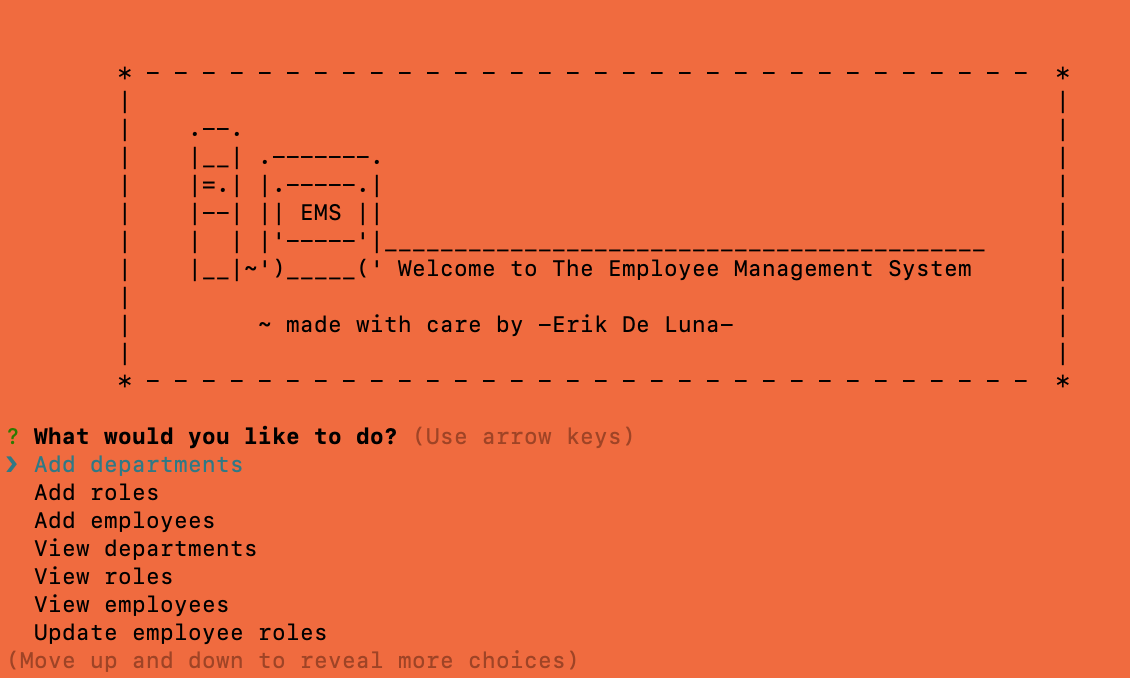 EMS
Welcome to The Employee Management System
~ made with care by -Erik De Luna-
? What would you like to do? (Use arrow keys)
❯ Add departments
Add roles
Add employees
View departments
View roles
View employees
Update employee roles
(Move up and down to reveal more choices)